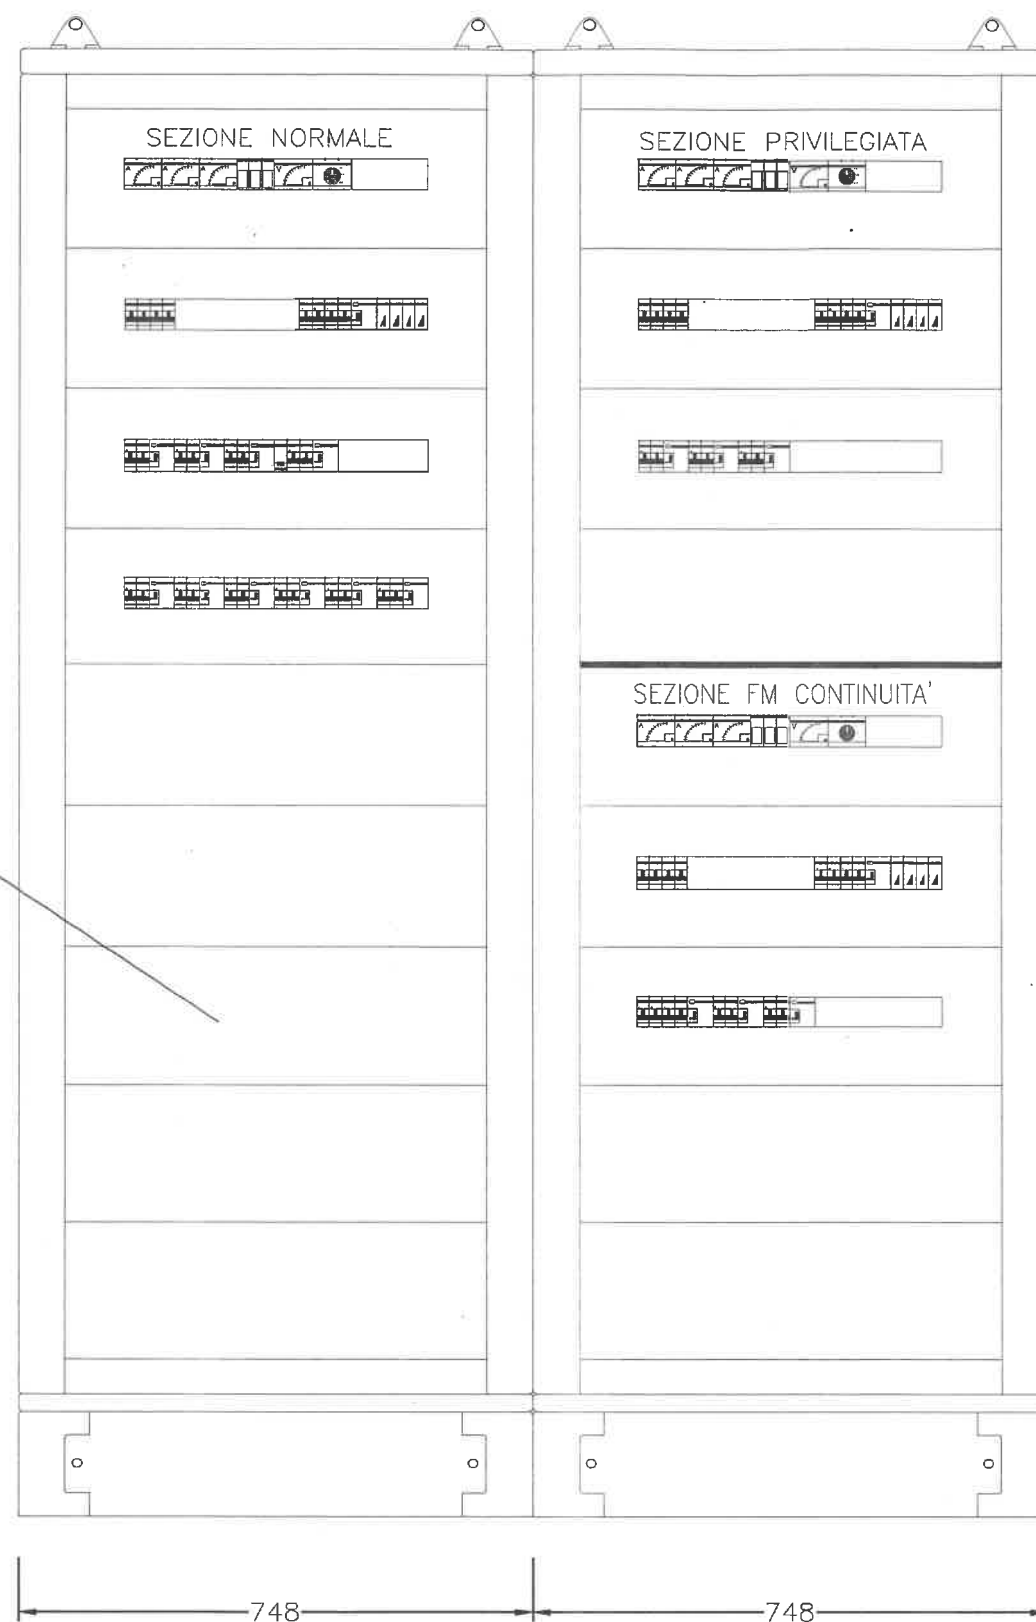 SEZIONE NORMALE
SEZIONE PRIVILEGIATA
A A A V
A A A V
SEZIONE FM CONTINUITA'
A A A V
748
748